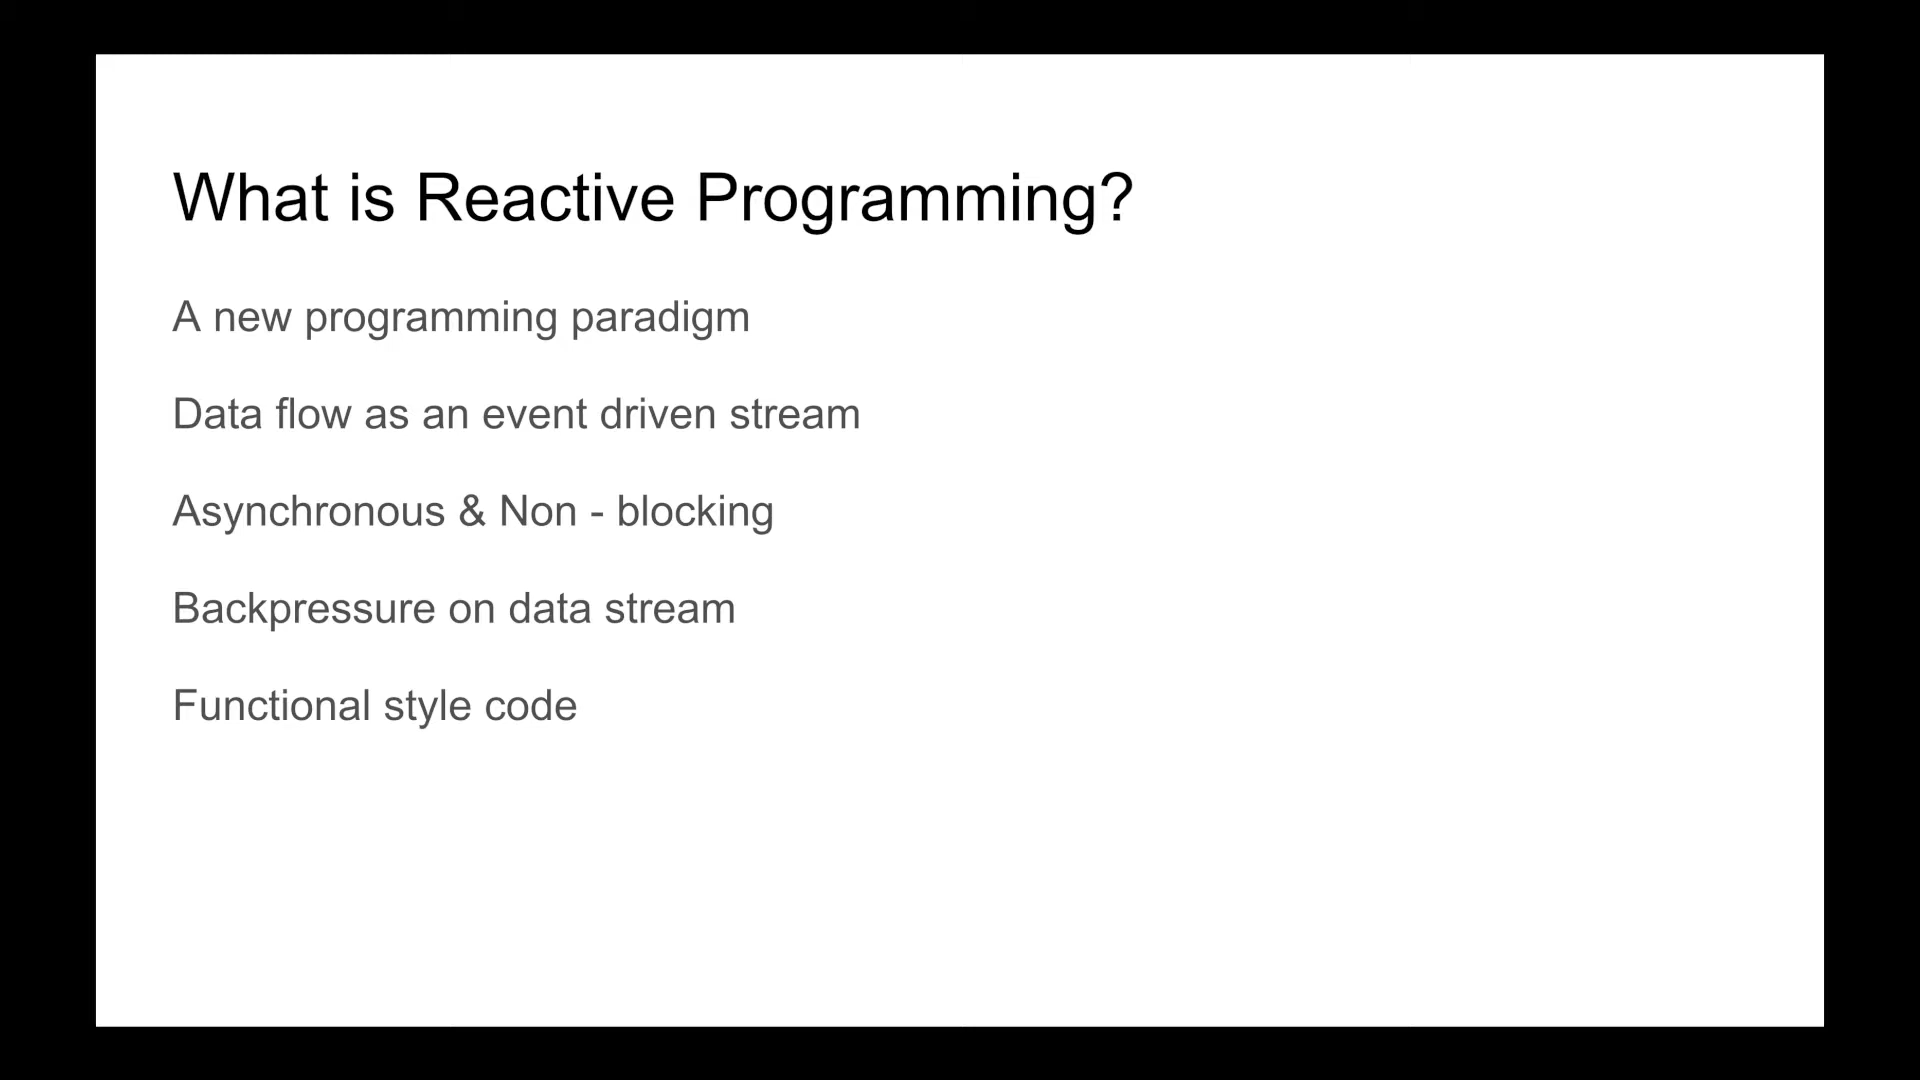 What is Reactive Programming?
A new programming paradigm
Data flow as an event driven stream
Asynchronous & Non - blocking
Backpressure on data stream
Functional style code